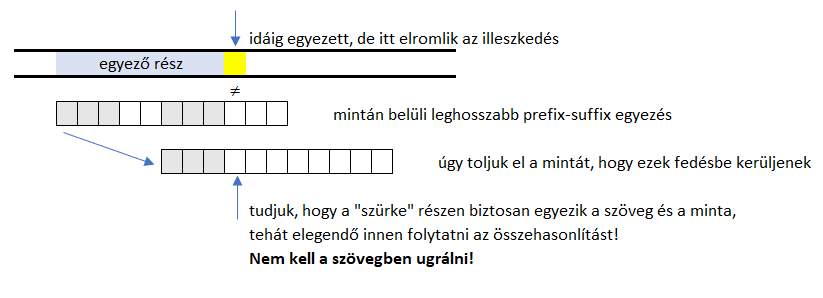 idáig egyezett, de itt elromlik az illeszkedés
egyező rész
≠
mintán belüli leghosszabb prefix-suffix egyezés
úgy toljuk el a mintát, hogy ezek fedésbe kerüljenek
tudjuk, hogy a "szürke" részen biztosan egyezik a szöveg és a minta,
tehát elegendő innen folytatni az összehasonlítást!
Nem kell a szövegben ugrálni!